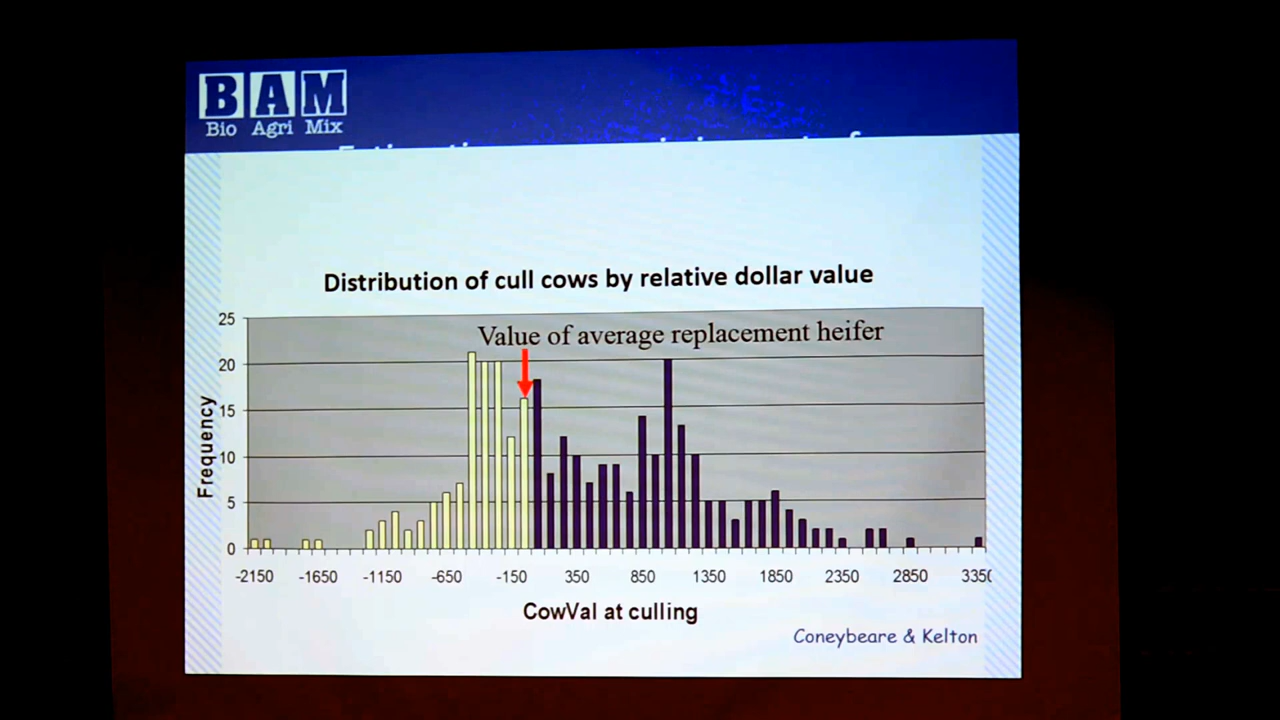 BAM
Bio Agri Mix
Distribution of cull cows by relative dollar value
Value of average replacement heifer
25
20
15
10
5
0
Frequency
-2150 -1650 -1150 -650 -150 350 850 1350 1850 2350 2850 3350
CowVal at culling
Coneybeare & Kelton